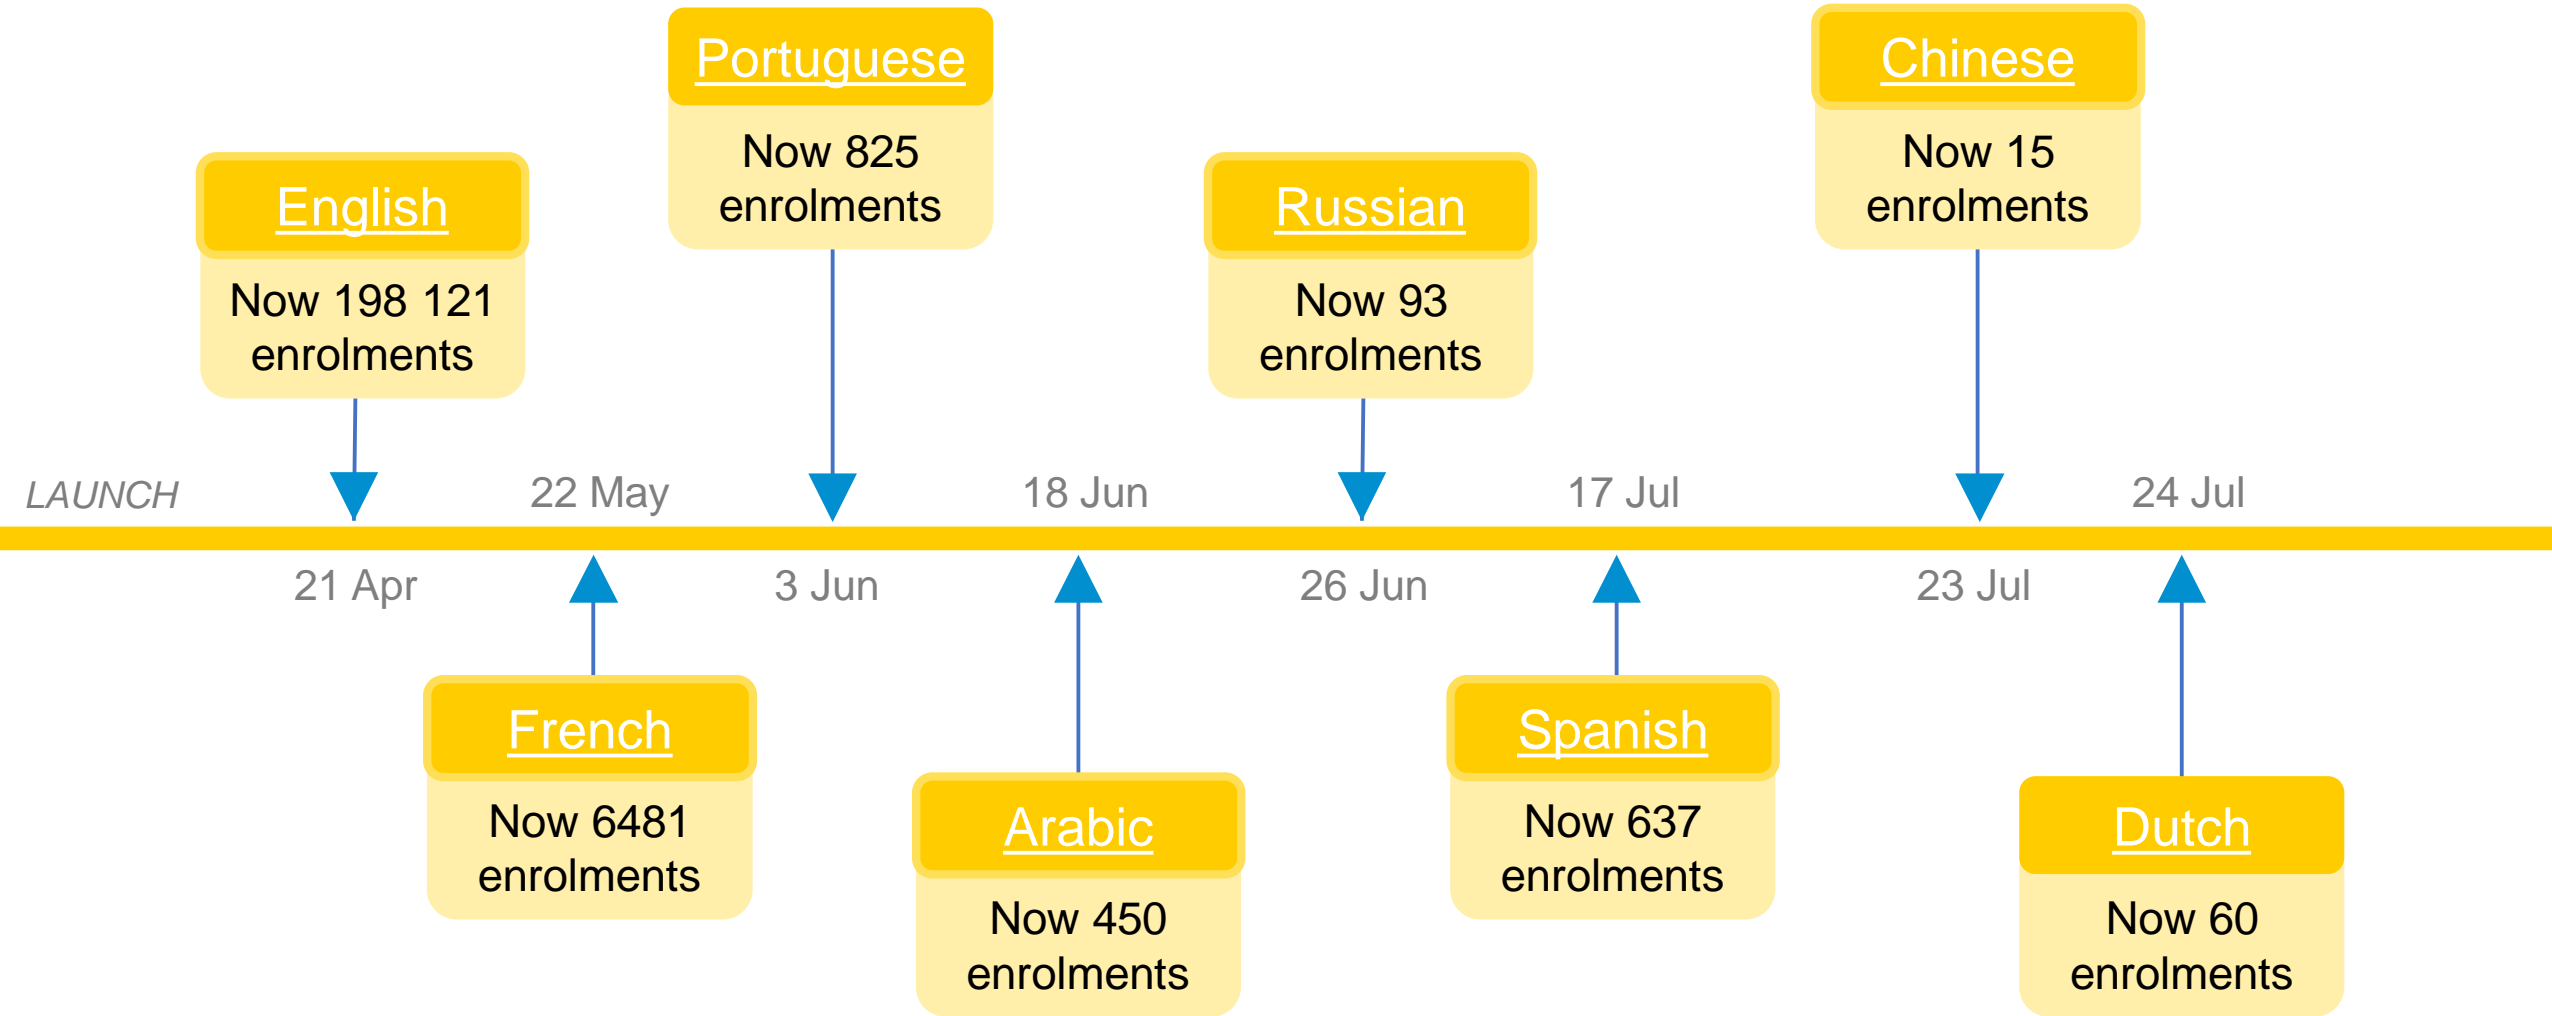 Portuguese
Now 825
enrolments
Chinese
Now 15
enrolments
English
Now 198 121
enrolments
Russian
Now 93
enrolments
LAUNCH
22 May
18 Jun
17 Jul
24 Jul
21 Apr
3 Jun
26 Jun
23 Jul
French
Now 6481
enrolments
Spanish
Now 637
enrolments
Arabic
Now 450
enrolments
Dutch
Now 60
enrolments